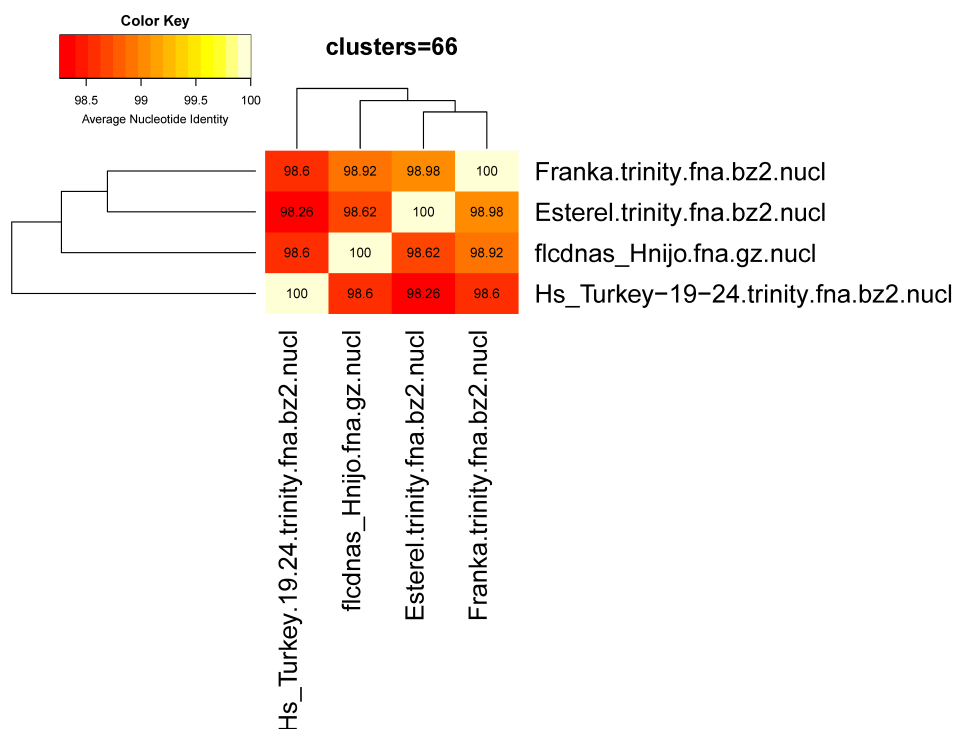 Color Key
98.5 99 99.5 100
Average Nucleotide Identity
clusters=66
98.6 98.92 98.98 100 Franka.trinity.fna.bz2.nucl
98.26 98.62 100 98.98 Esterel.trinity.fna.bz2.nucl
98.6 100 98.62 98.92 flcdnas_Hnijo.fna.gz.nucl
100 98.6 98.26 98.6 Hs_Turkey−19−24.trinity.fna.bz2.nucl
Hs_Turkey.19.24.trinity.fna.bz2.nucl
flcdnas_Hnijo.fna.gz.nucl
Esterel.trinity.fna.bz2.nucl
Franka.trinity.fna.bz2.nucl